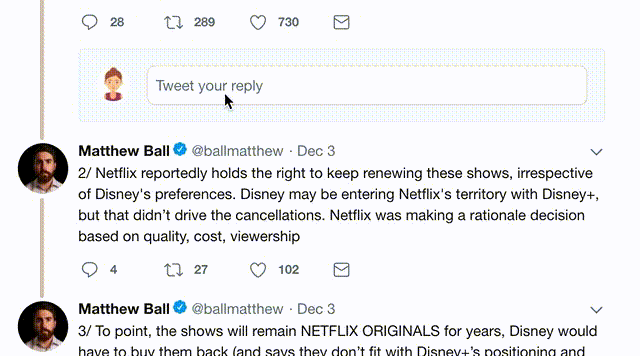 28 289 730
Tweet your reply
Matthew Ball @ballmatthew · Dec 3
2/ Netflix reportedly holds the right to keep renewing these shows, irrespective
of Disney's preferences. Disney may be entering Netflix's territory with Disney+,
but that didn't drive the cancellations. Netflix was making a rationale decision
based on quality, cost, viewership
4 27 102
Matthew Ball @ballmatthew · Dec 3
3/ To point, the shows will remain NETFLIX ORIGINALS for years, Disney would
have to buy them back (and says they don't fit with Disney+'s positioning and